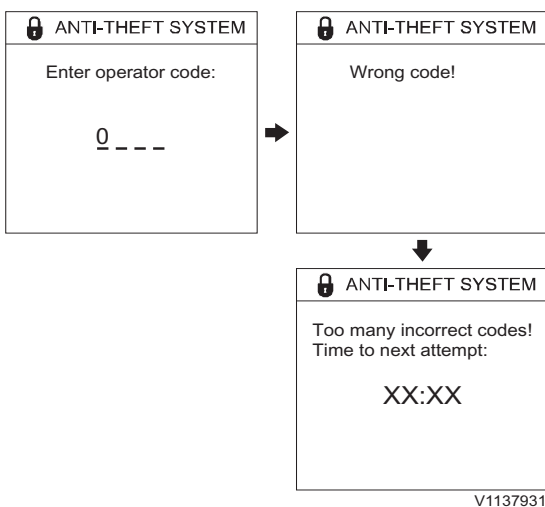 ANTI-THEFT SYSTEM
Enter operator code:
0 _ _ _
ANTI-THEFT SYSTEM
Wrong code!
ANTI-THEFT SYSTEM
Too many incorrect codes!
Time to next attempt:
XX:XX
V1137931